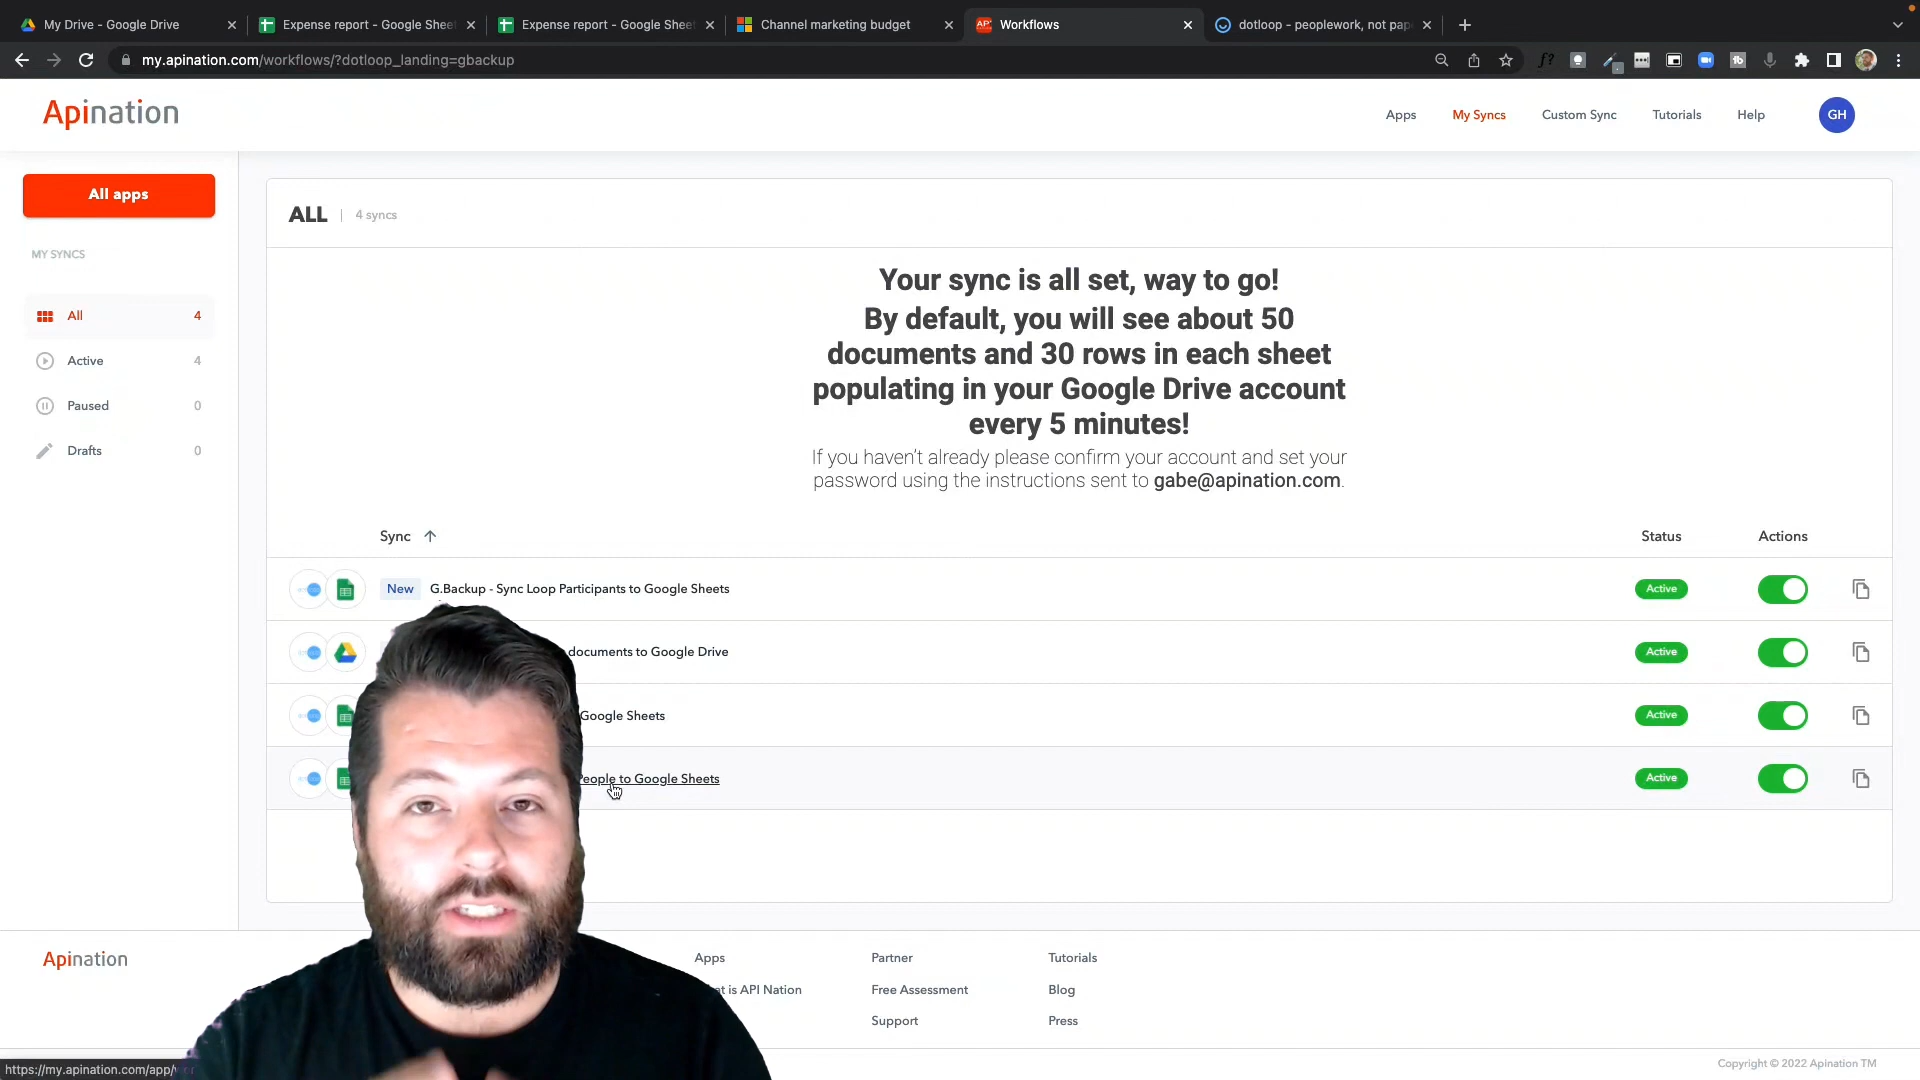 My Drive - Google Drive
Expense report - Google Shee
Expense report - Google Sheet
Channel marketing budget
Workflows
dotloop - peoplework, not pap
my.apination.com/workflows/?dotloop_landing=gbackup
Apination
Apps
My Syncs
Custom Sync
Tutorials
Help
GH
All apps
MY SYNCS
All 4
Active 4
Paused 0
Drafts 0
ALL | 4 syncs
Your sync is all set, way to go!
By default, you will see about 50
documents and 30 rows in each sheet
populating in your Google Drive account
every 5 minutes!
If you haven't already please confirm your account and set your
password using the instructions sent to gabe@apination.com.
Sync Status Actions
New G.Backup - Sync Loop Participants to Google Sheets Active
documents to Google Drive Active
Google Sheets Active
People to Google Sheets Active
Apination
Apps Partner Tutorials
is API Nation Free Assessment Blog
Support Press
https://my.apination.com/app/
Copyright © 2022 Apination TM